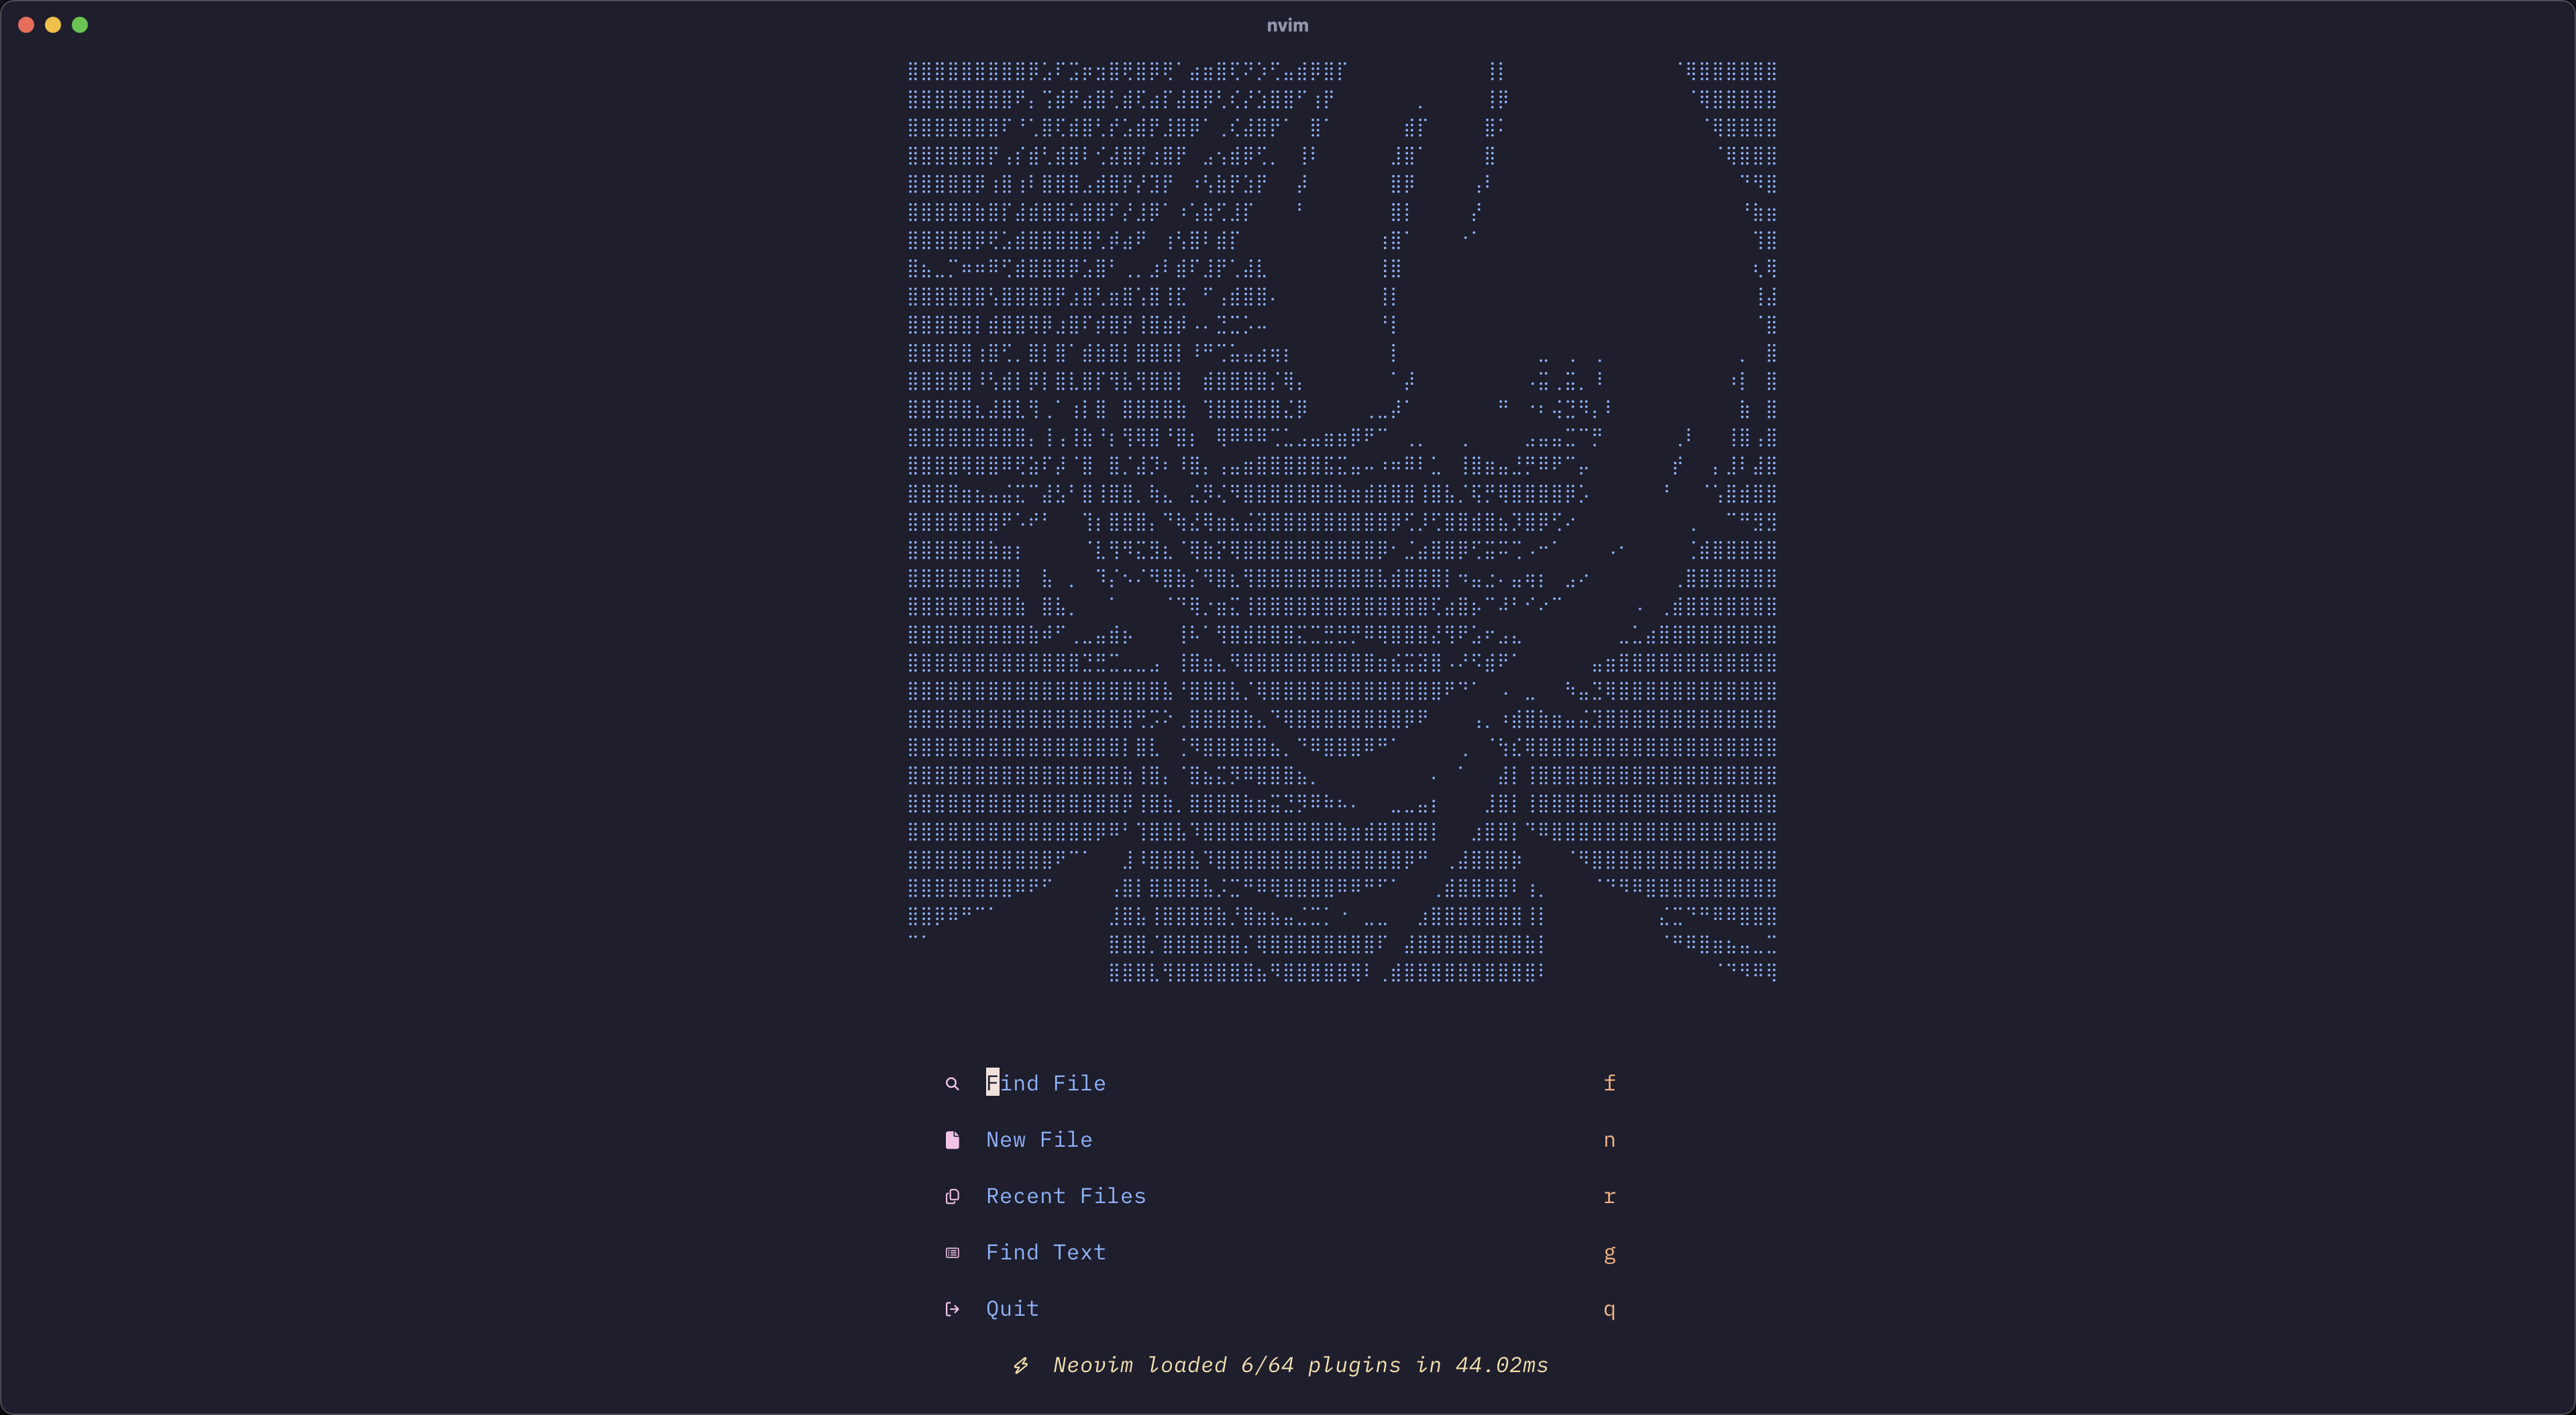 nvim
Find File f
New File n
Recent Files r
Find Text g
Quit q
Neovim loaded 6/64 plugins in 44.02ms